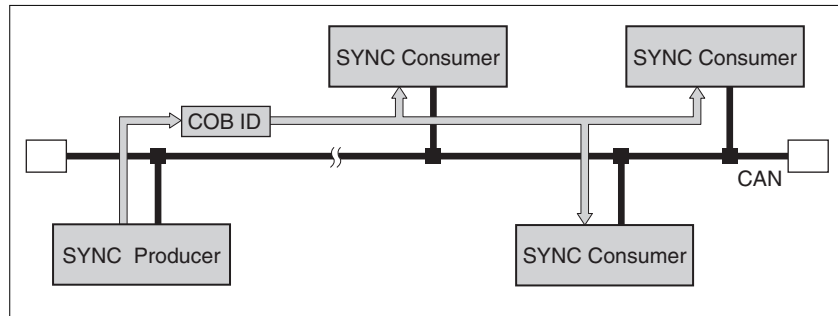 SYNC Consumer
SYNC Consumer
COB ID
CAN
SYNC Producer
SYNC Consumer